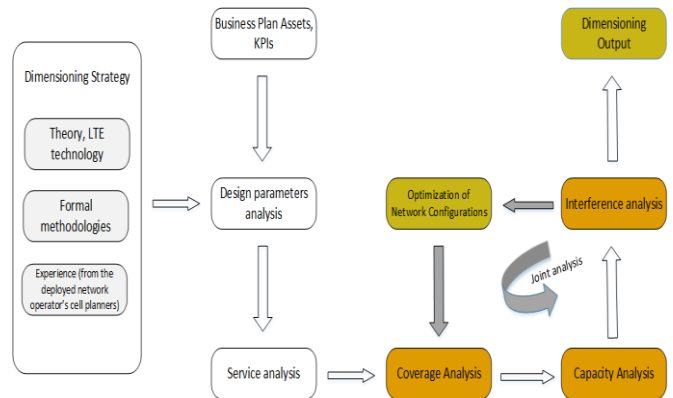 Dimensioning Strategy
Theory, LTE
technology
Formal
methodologies
Experience (from the
deployed network
operator's cell planners)
Business Plan Assets,
KPIs
Design parameters
analysis
Service analysis
Optimization of
Network Configurations
Coverage Analysis
Dimensioning
Output
Interference analysis
Joint analysis
Capacity Analysis